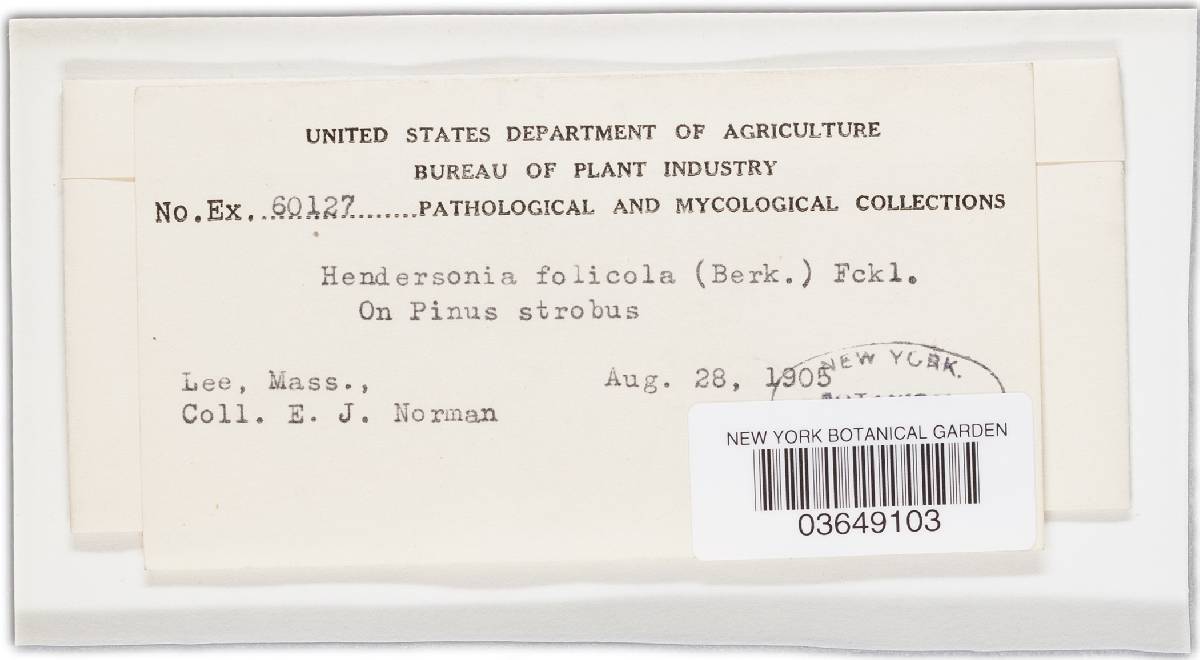 UNITED STATES DEPARTMENT OF AGRICULTURE
BUREAU OF PLANT INDUSTRY
No. Ex. 60127 PATHOLOGICAL AND MYCOLOGICAL COLLECTIONS
Hendersonia folicola (Berk.) Fckl.
On Pinus strobus
Lee, Mass., Aug. 28, 1905
Coll. E. J. Norman
NEW YORK
NEW YORK BOTANICAL GARDEN
03649103